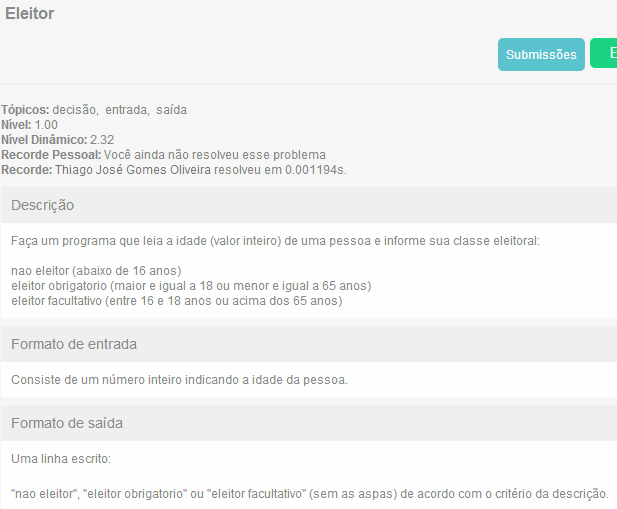 Eleitor
Submissões
E
Tópicos: decisão, entrada, saída
Nível: 1.00
Nível Dinâmico: 2.32
Recorde Pessoal: Você ainda não resolveu esse problema
Recorde: Thiago José Gomes Oliveira resolveu em 0.001194s.
Descrição
Faça um programa que leia a idade (valor inteiro) de uma pessoa e informe sua classe eleitoral:
nao eleitor (abaixo de 16 anos)
eleitor obrigatorio (maior e igual a 18 ou menor e igual a 65 anos)
eleitor facultativo (entre 16 e 18 anos ou acima dos 65 anos)
Formato de entrada
Consiste de um número inteiro indicando a idade da pessoa.
Formato de saída
Uma linha escrito:
"nao eleitor", "eleitor obrigatorio" ou "eleitor facultativo" (sem as aspas) de acordo com o critério da descrição.